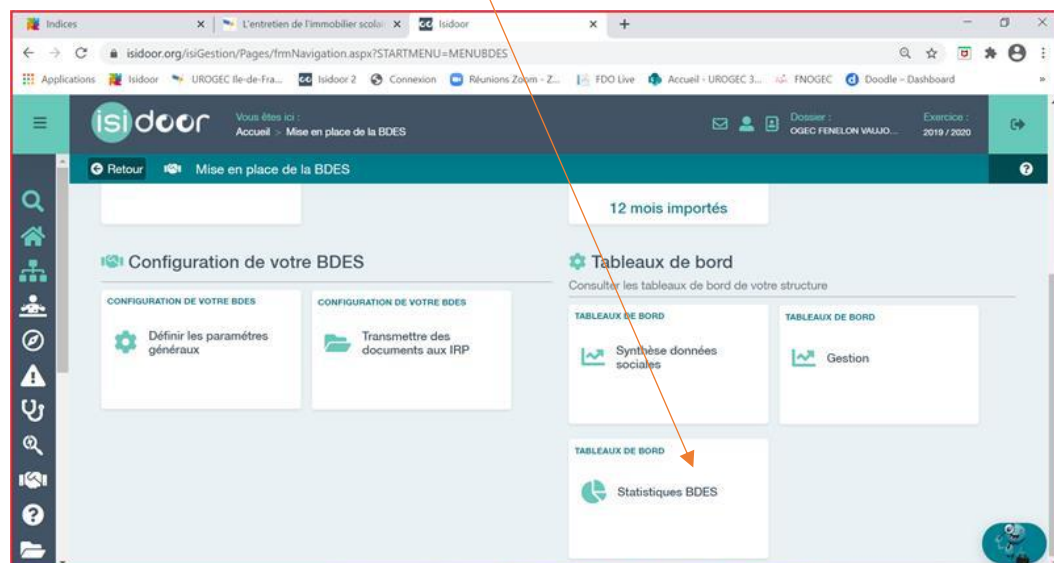 Indices
L'entretien de l'immobilier scolai
Isidoor
isidoor.org/isiGestion/Pages/frmNavigation.aspx?STARTMENU=MENUBDES
Applications
Isidoor
UROGEC Ile-de-Fra...
Isidoor 2
Connexion
Réunions Zoom - Z...
FDO Live
Accueil - UROGEC 3...
FNOGEC
Doodle – Dashboard
isidoor
Vous êtes ici :
Accueil > Mise en place de la BDES
Dossier :
OGEC FENELON VAUJO...
Exercice :
2019 / 2020
Retour
Mise en place de la BDES
12 mois importés
Configuration de votre BDES
CONFIGURATION DE VOTRE BDES
Définir les paramétres
généraux
CONFIGURATION DE VOTRE BDES
Transmettre des
documents aux IRP
Tableaux de bord
Consulter les tableaux de bord de votre structure
TABLEAUX DE BORD
Synthèse données
sociales
TABLEAUX DE BORD
Gestion
TABLEAUX DE BORD
Statistiques BDES